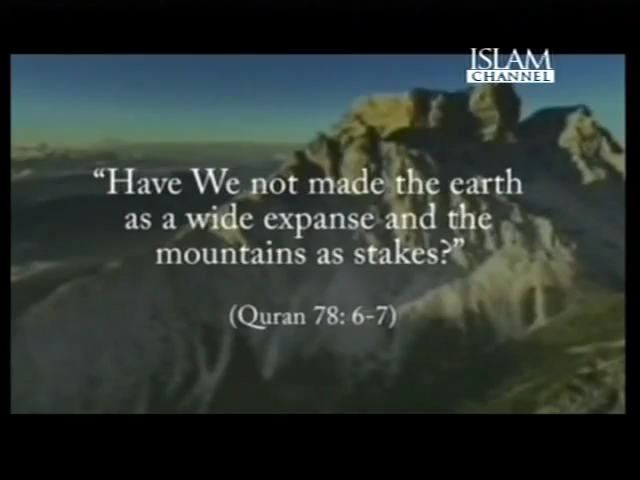 ISLAM
CHANNEL
“Have We not made the earth
as a wide expanse and the
mountains as stakes?”
(Quran 78: 6-7)